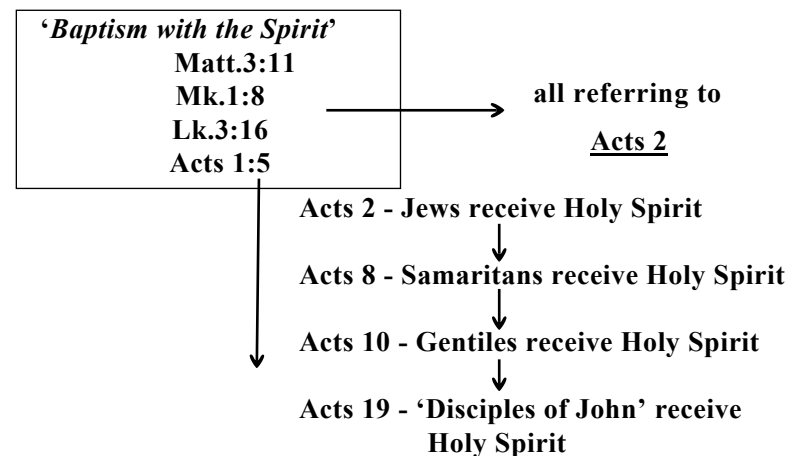 ‘Baptism with the Spirit’
Matt.3:11
Mk.1:8
Lk.3:16
Acts 1:5
all referring to
Acts 2
Acts 2 - Jews receive Holy Spirit
Acts 8 - Samaritans receive Holy Spirit
Acts 10 - Gentiles receive Holy Spirit
Acts 19 - ‘Disciples of John’ receive
Holy Spirit